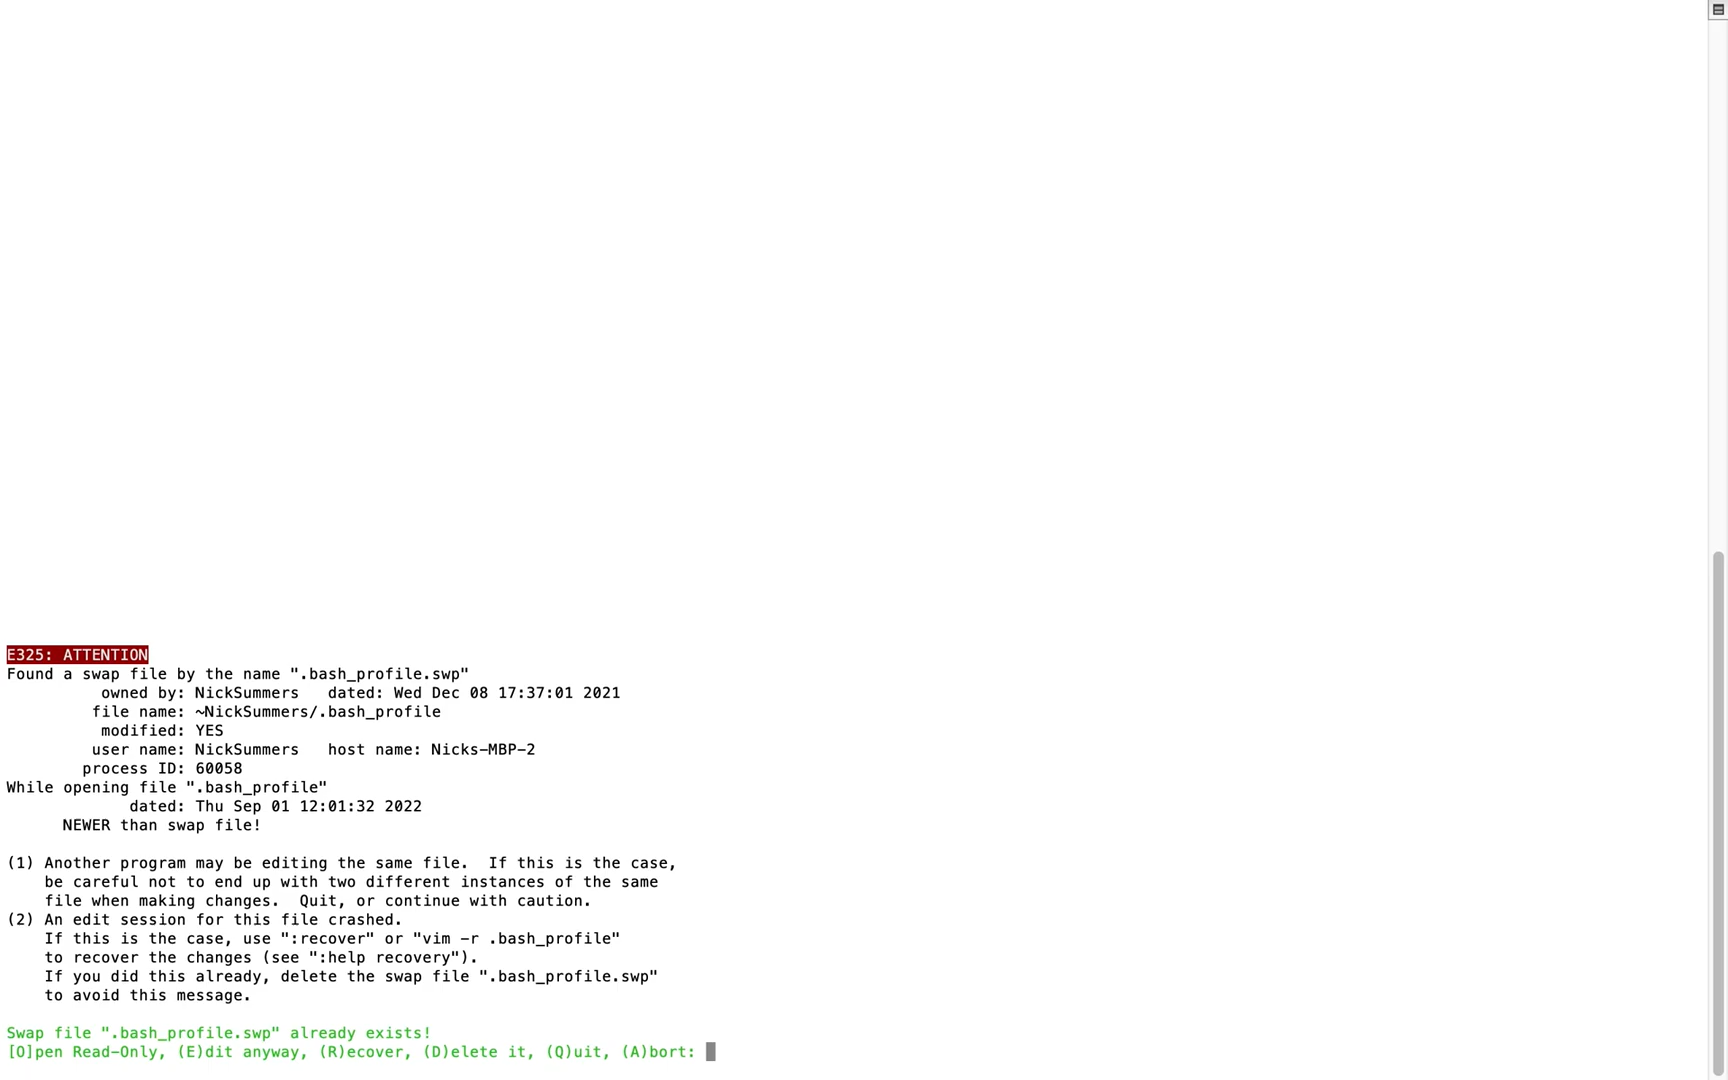 E325: ATTENTION
Found a swap file by the name ".bash_profile.swp"
          owned by: NickSummers   dated: Wed Dec 08 17:37:01 2021
         file name: ~NickSummers/.bash_profile
          modified: YES
         user name: NickSummers   host name: Nicks-MBP-2
        process ID: 60058
While opening file ".bash_profile"
             dated: Thu Sep 01 12:01:32 2022
      NEWER than swap file!

(1) Another program may be editing the same file.  If this is the case,
    be careful not to end up with two different instances of the same
    file when making changes.  Quit, or continue with caution.
(2) An edit session for this file crashed.
    If this is the case, use ":recover" or "vim -r .bash_profile"
    to recover the changes (see ":help recovery").
    If you did this already, delete the swap file ".bash_profile.swp"
    to avoid this message.

Swap file ".bash_profile.swp" already exists!
[O]pen Read-Only, (E)dit anyway, (R)ecover, (D)elete it, (Q)uit, (A)bort: